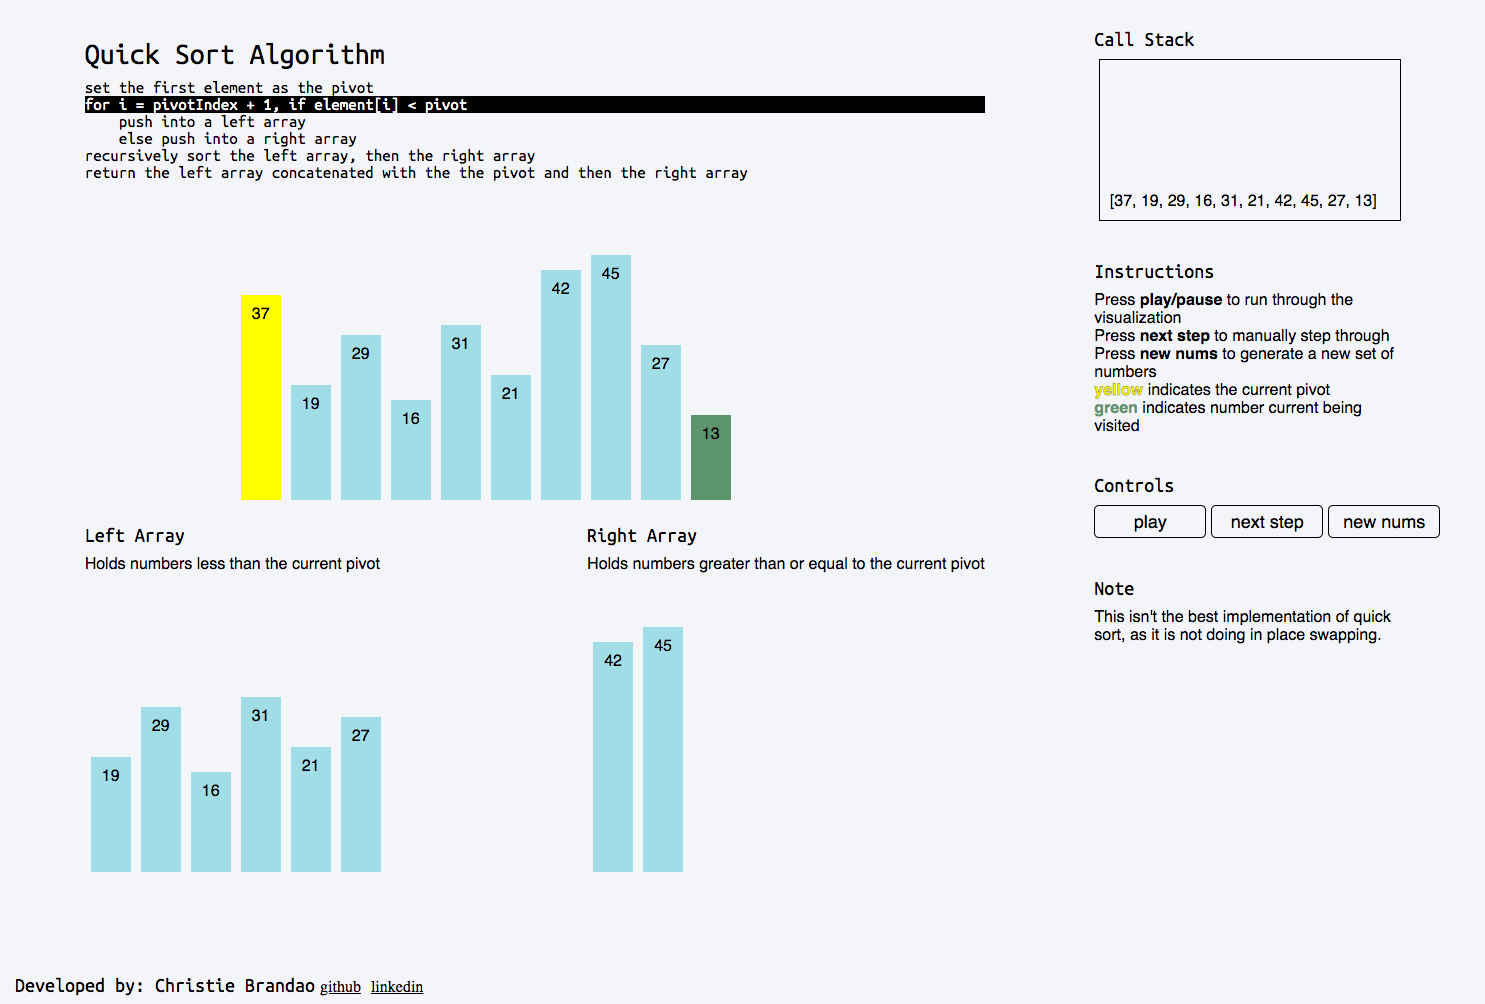 Quick Sort Algorithm
set the first element as the pivot
for i = pivotIndex + 1, if element[i] < pivot
push into a left array
else push into a right array
recursively sort the left array, then the right array
return the left array concatenated with the the pivot and then the right array
37
19
29
16
31
21
42
45
27
13
Left Array
Holds numbers less than the current pivot
19
29
16
31
21
27
Right Array
Holds numbers greater than or equal to the current pivot
42
45
Call Stack
[37, 19, 29, 16, 31, 21, 42, 45, 27, 13]
Instructions
Press play/pause to run through the
visualization
Press next step to manually step through
Press new nums to generate a new set of
numbers
yellow indicates the current pivot
green indicates number current being
visited
Controls
play
next step
new nums
Note
This isn't the best implementation of quick
sort, as it is not doing in place swapping.
Developed by: Christie Brandao github linkedin